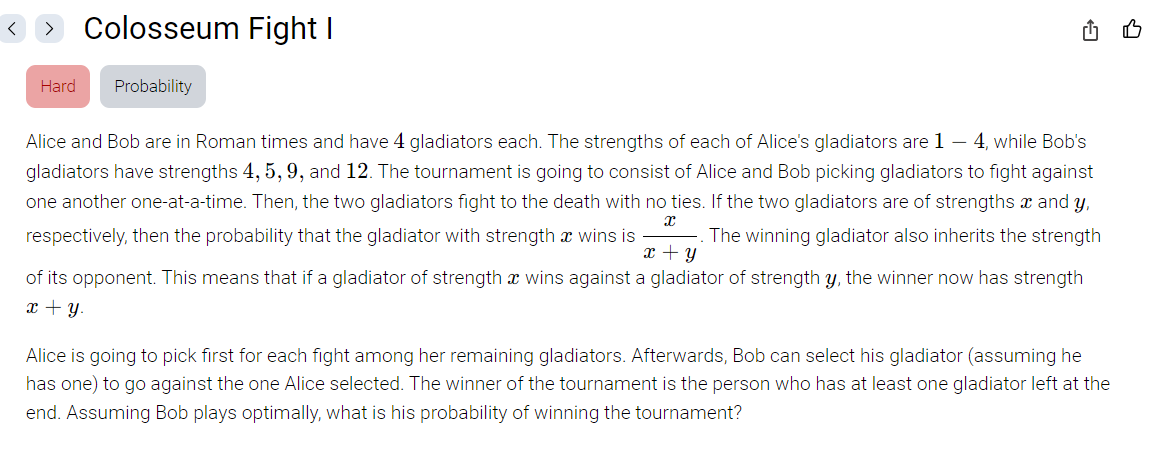 Colosseum Fight I
Hard Probability
Alice and Bob are in Roman times and have 4 gladiators each. The strengths of each of Alice's gladiators are 1 – 4, while Bob's
gladiators have strengths 4, 5, 9, and 12. The tournament is going to consist of Alice and Bob picking gladiators to fight against
one another one-at-a-time. Then, the two gladiators fight to the death with no ties. If the two gladiators are of strengths x and y,
respectively, then the probability that the gladiator with strength x wins is x/(x + y). The winning gladiator also inherits the strength
of its opponent. This means that if a gladiator of strength x wins against a gladiator of strength y, the winner now has strength
x + y.
Alice is going to pick first for each fight among her remaining gladiators. Afterwards, Bob can select his gladiator (assuming he
has one) to go against the one Alice selected. The winner of the tournament is the person who has at least one gladiator left at the
end. Assuming Bob plays optimally, what is his probability of winning the tournament?